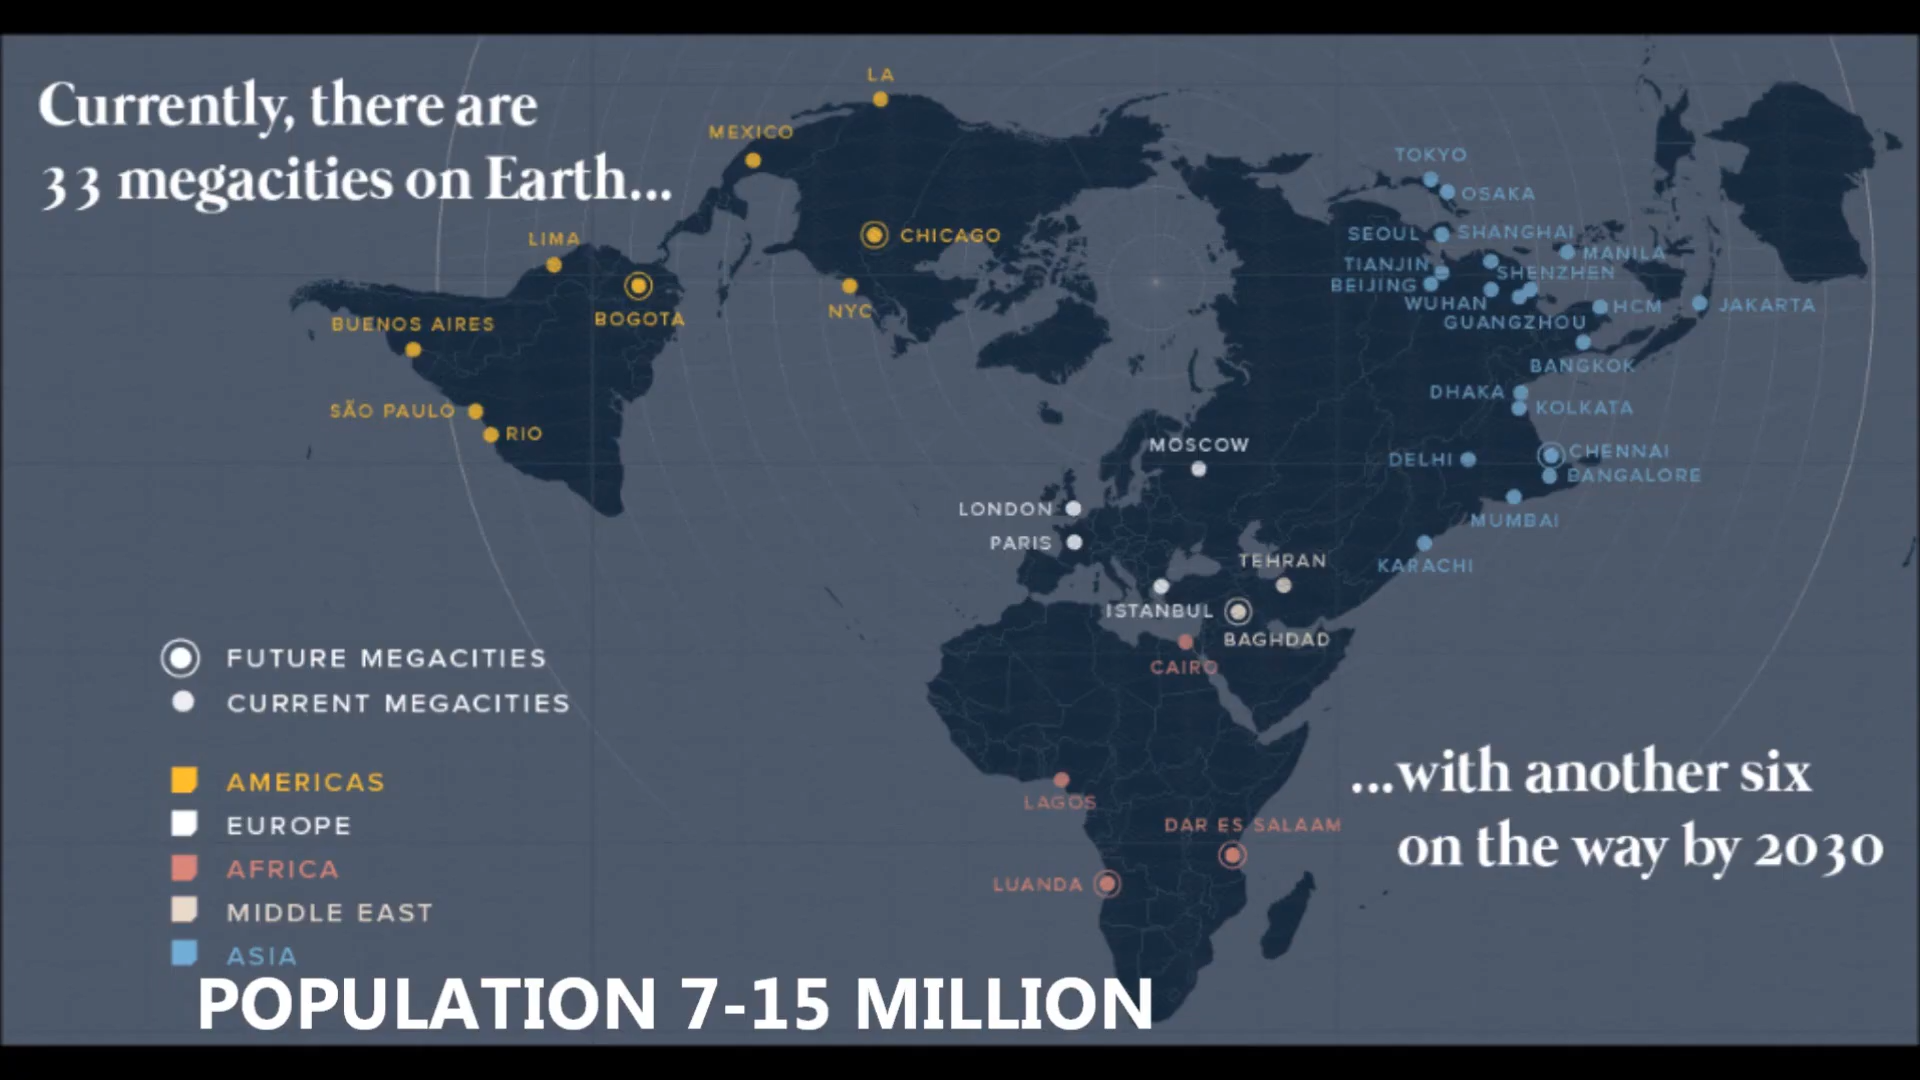 Currently, there are
33 megacities on Earth...
LA
MEXICO
LIMA
CHICAGO
NYC
BOGOTA
BUENOS AIRES
SÃO PAULO
RIO
TOKYO
OSAKA
SEOUL
SHANGHAI
MANILA
TIANJIN
SHENZHEN
BEIJING
WUHAN
HCM
JAKARTA
GUANGZHOU
BANGKOK
DHAKA
KOLKATA
DELHI
CHENNAI
BANGALORE
MUMBAI
KARACHI
MOSCOW
LONDON
PARIS
TEHRAN
ISTANBUL
BAGHDAD
CAIRO
LAGOS
DAR ES SALAAM
LUANDA
FUTURE MEGACITIES
CURRENT MEGACITIES
AMERICAS
EUROPE
AFRICA
MIDDLE EAST
ASIA
...with another six
on the way by 2030
POPULATION 7-15 MILLION